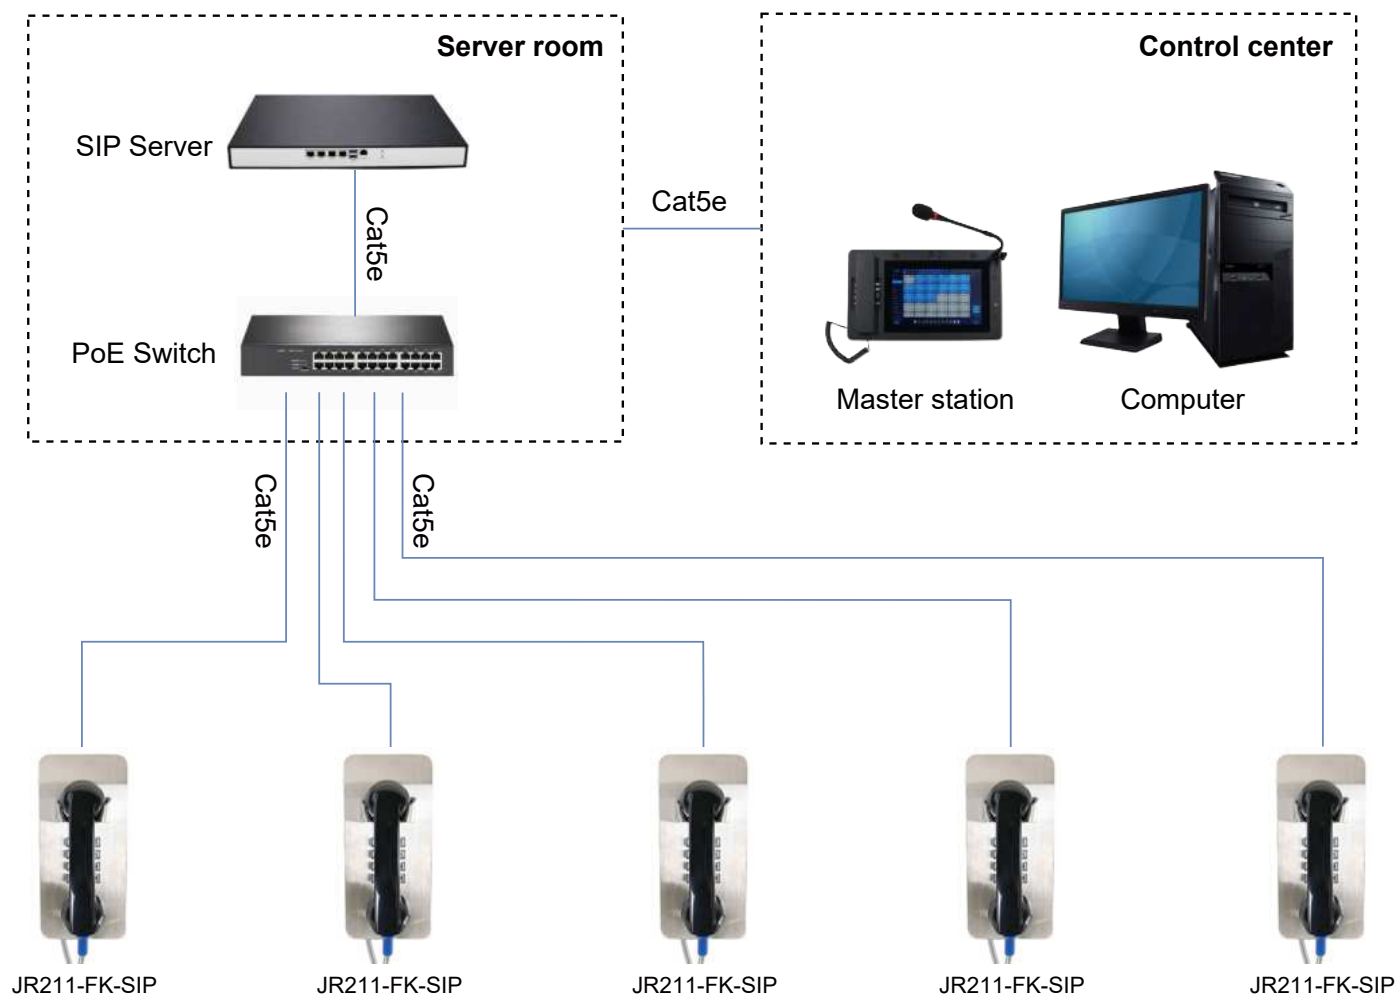 Server room
Control center
SIP Server
Cat5e
Cat5e
PoE Switch
Master station
Computer
Cat5e
Cat5e
JR211-FK-SIP
JR211-FK-SIP
JR211-FK-SIP
JR211-FK-SIP
JR211-FK-SIP